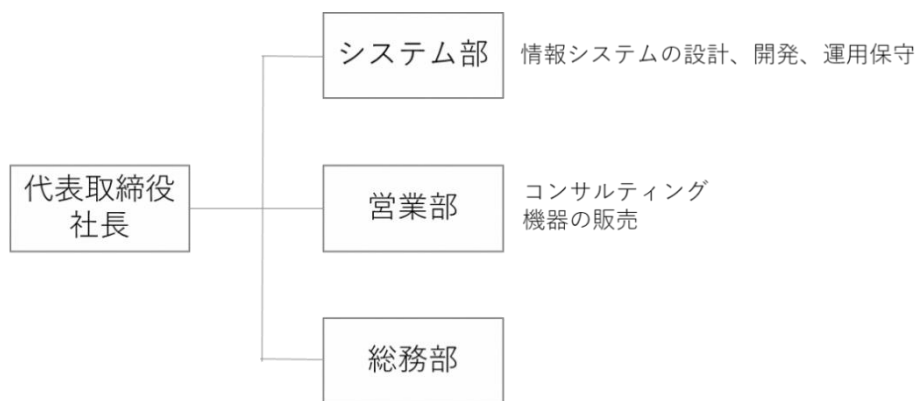 システム部
情報システムの設計、開発、運用保守
代表取締役
社長
営業部
コンサルティング
機器の販売
総務部